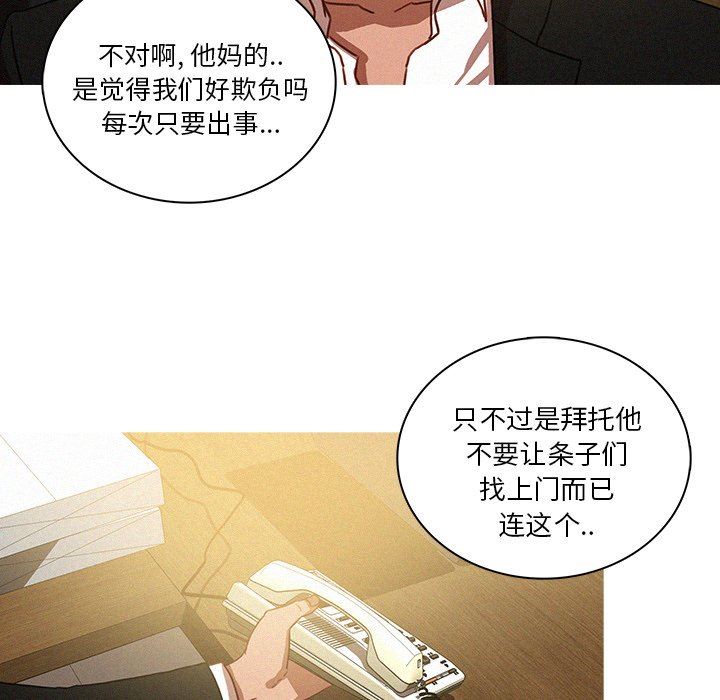 不对啊, 他妈的..
是觉得我们好欺负吗
每次只要出事...
只不过是拜托他
不要让条子们
找上门而已
连这个..